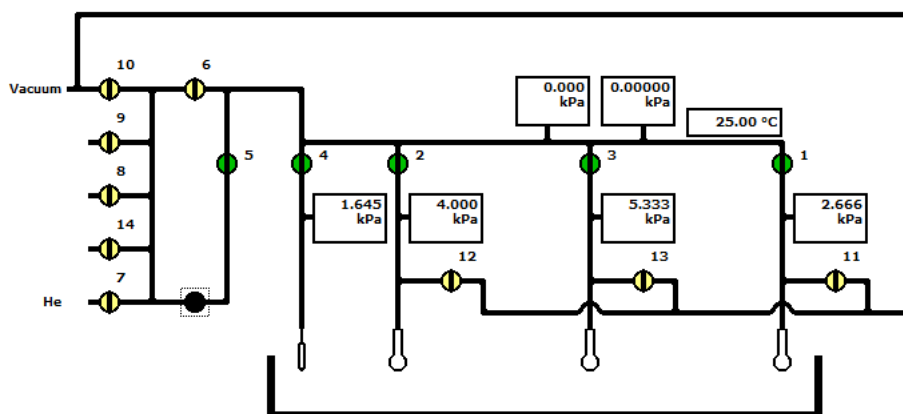 10
6
Vacuum
0.000
kPa
0.00000
kPa
9
25.00 °C
5
4
2
3
1
8
1.645
kPa
4.000
kPa
5.333
kPa
2.666
kPa
14
12
13
11
7
He